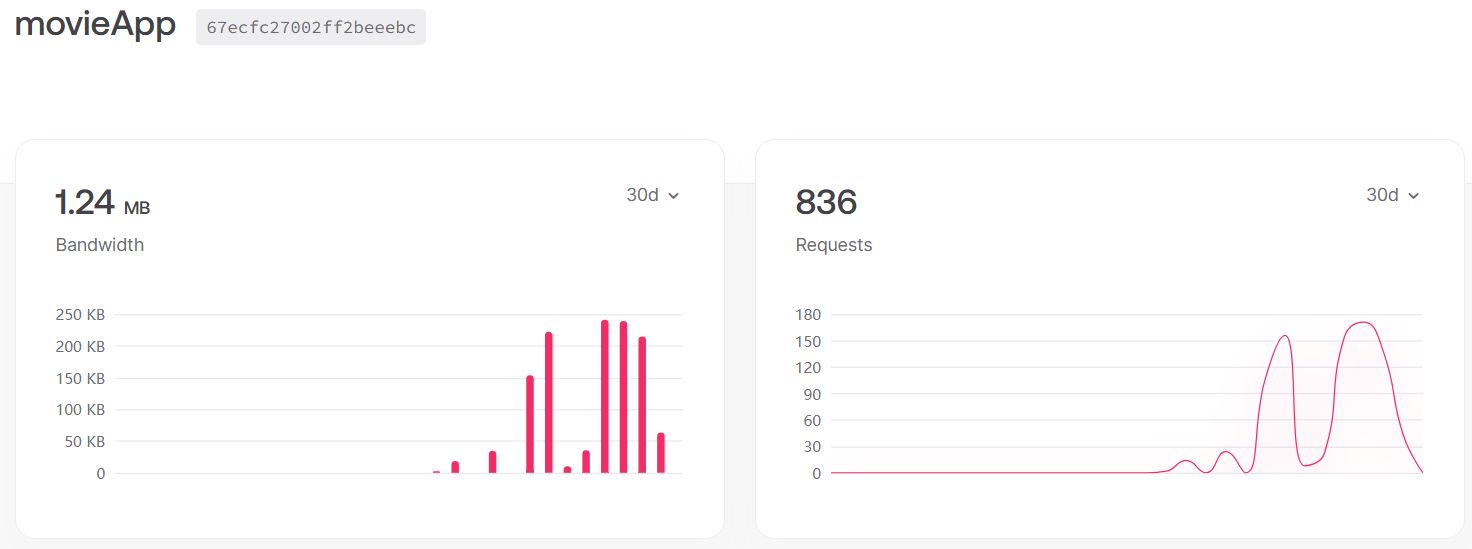 movieApp 67ecfc27002ff2beeebc
1.24 MB 30d
Bandwidth
250 KB
200 KB
150 KB
100 KB
50 KB
0
836 30d
Requests
180
150
120
90
60
30
0